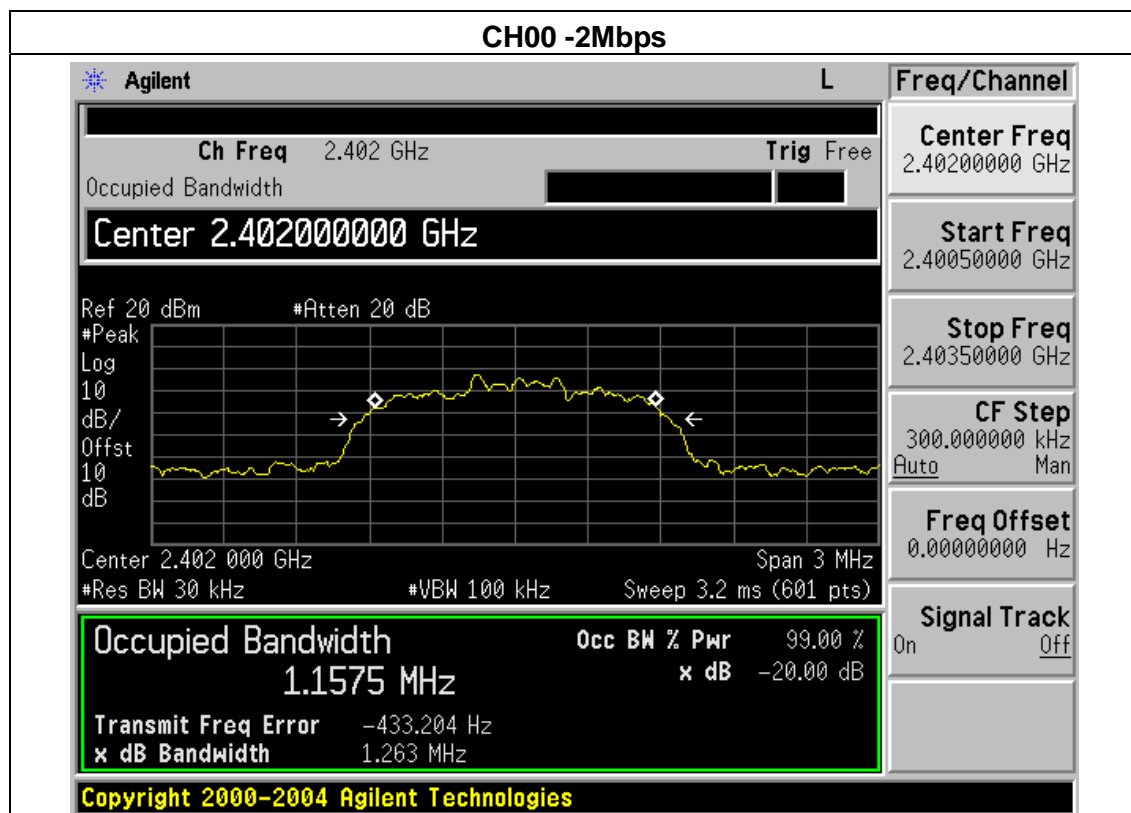 CH00 -2Mbps
Agilent L Freq/Channel
Ch Freq 2.402 GHz Trig Free
Occupied Bandwidth
Center 2.402000000 GHz
Ref 20 dBm #Atten 20 dB
#Peak
Log
10
dB/
Offst
10
dB
Center 2.402 000 GHz Span 3 MHz
#Res BW 30 kHz #VBW 100 kHz Sweep 3.2 ms (601 pts)
Occupied Bandwidth Occ BW % Pwr 99.00 %
1.1575 MHz x dB -20.00 dB
Transmit Freq Error -433.204 Hz
x dB Bandwidth 1.263 MHz
Copyright 2000-2004 Agilent Technologies
Center Freq
2.40200000 GHz
Start Freq
2.40050000 GHz
Stop Freq
2.40350000 GHz
CF Step
300.000000 kHz
Auto Man
Freq Offset
0.00000000 Hz
Signal Track
On Off